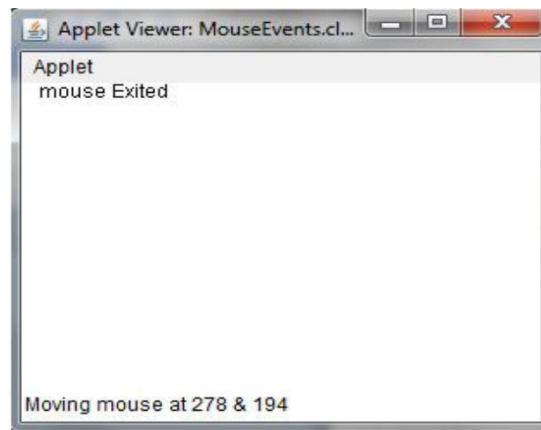 Applet Viewer: MouseEvents.cl...
Applet
mouse Exited
Moving mouse at 278 & 194